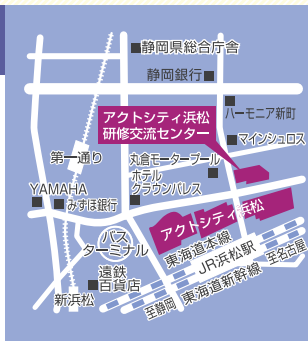 静岡県総合庁舎
静岡銀行
ハーモニア新町
アクトシティ浜松
研修交流センター
マインシュロス
第一通り
丸倉モータープール
ホテル
クラウンパレス
YAMAHA
みずほ銀行
アクトシティ浜松
バス
ターミナル
東海道本線
JR浜松駅
至名古屋
遠鉄
百貨店
東海道新幹線
新浜松
至静岡